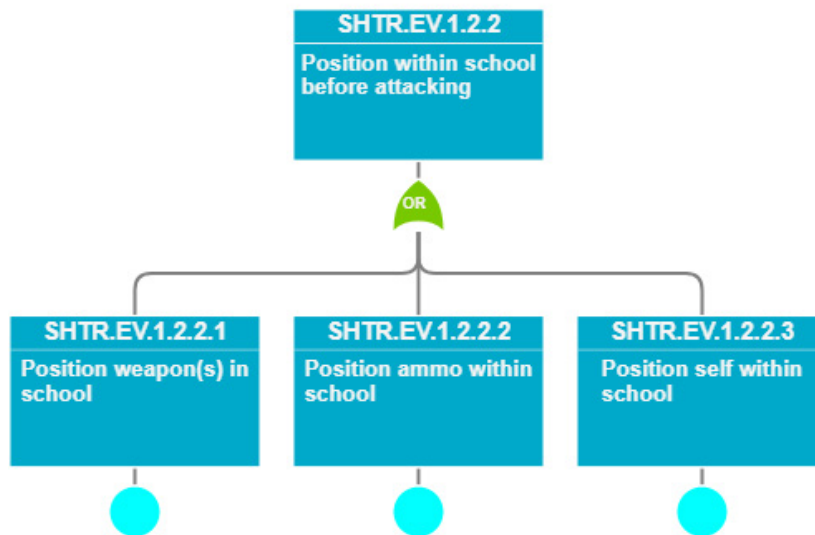 SHTR.EV.1.2.2
Position within school
before attacking
OR
SHTR.EV.1.2.2.1
Position weapon(s) in
school
SHTR.EV.1.2.2.2
Position ammo within
school
SHTR.EV.1.2.2.3
Position self within
school